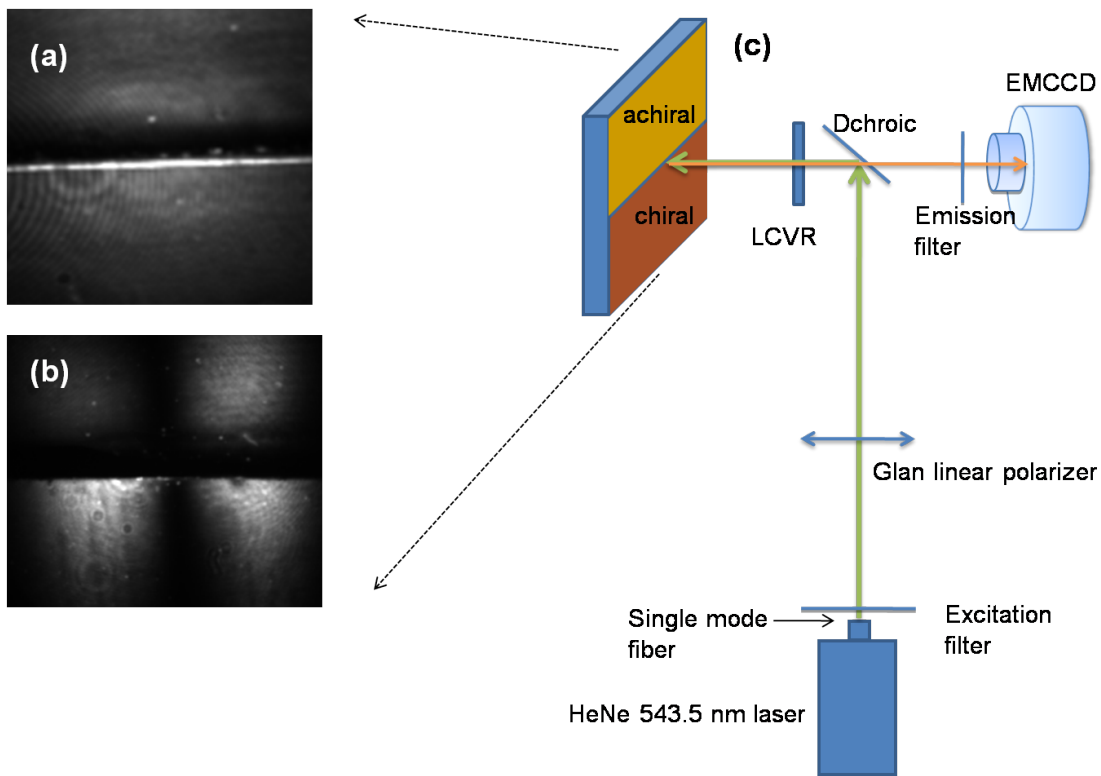 (a)
(b)
(c)
achiral
chiral
LCVR
Dchroic
EMCCD
Emission
filter
Glan linear polarizer
Single mode
fiber
Excitation
filter
HeNe 543.5 nm laser